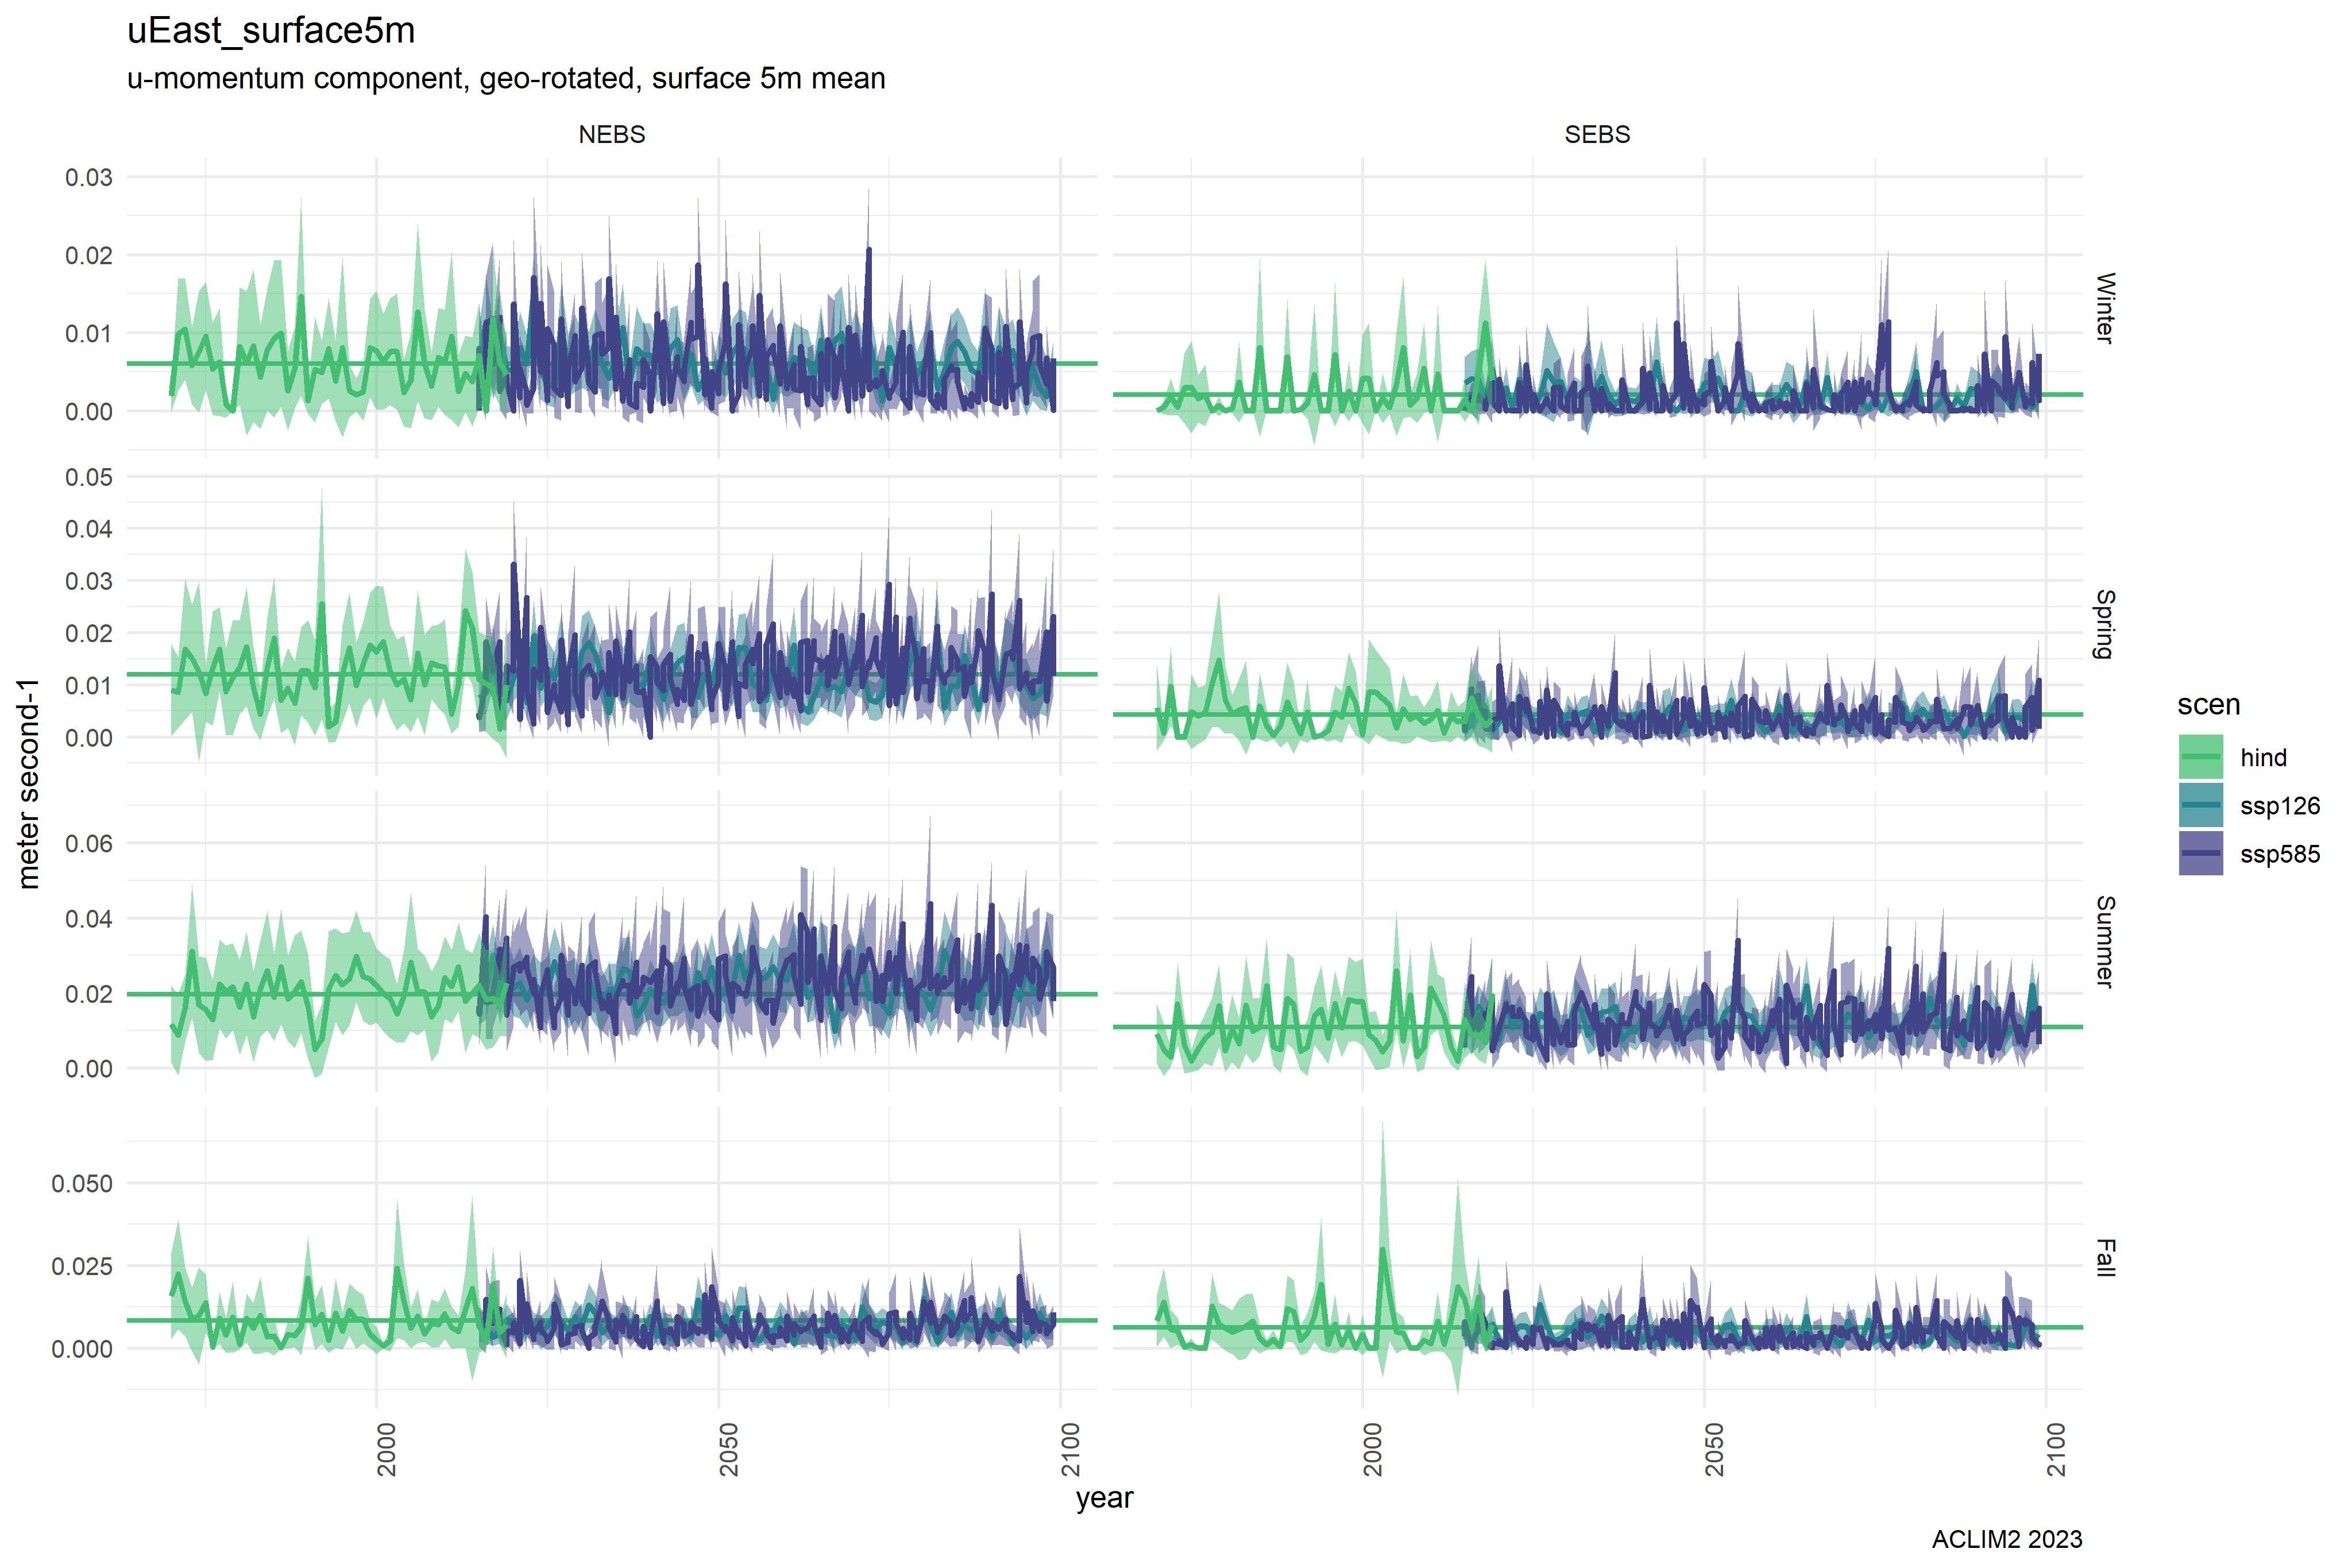 uEast_surface5m
u-momentum component, geo-rotated, surface 5m mean
NEBS
SEBS
0.03
0.02
0.01
0.00
Winter
0.05
0.04
0.03
0.02
0.01
0.00
Spring
meter second-1
0.06
0.04
0.02
0.00
Summer
0.050
0.025
0.000
Fall
scen
hind
ssp126
ssp585
2000
2050
2100
2000
2050
2100
year
ACLIM2 2023